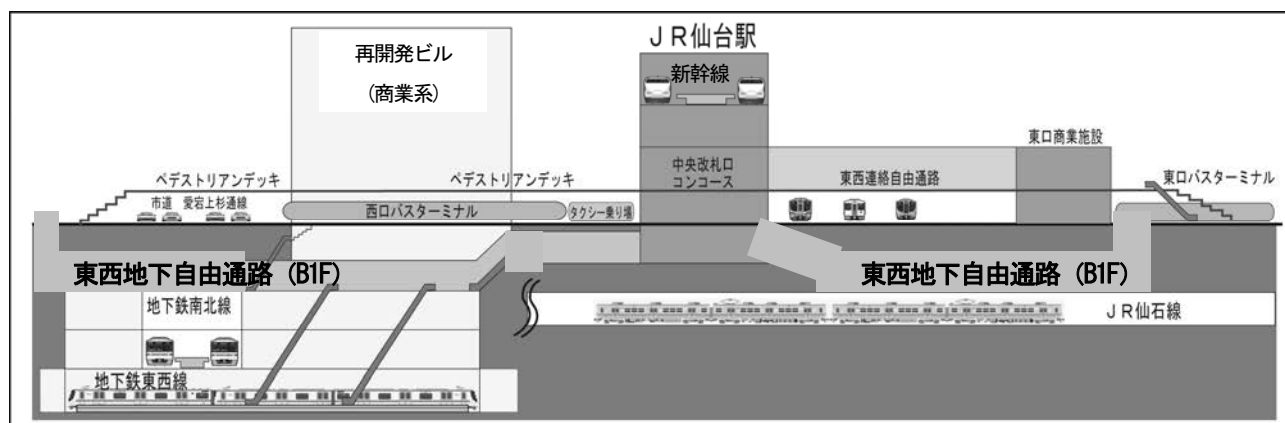 再開発ビル
(商業系)
JR仙台駅
新幹線
東口商業施設
ペデストリアンデッキ
ペデストリアンデッキ
中央改札口
コンコース
東西連絡自由通路
東口バスターミナル
市道 愛宕上杉通線
西口バスターミナル
タクシー乗り場
東西地下自由通路 (B1F)
東西地下自由通路 (B1F)
地下鉄南北線
JR仙石線
地下鉄東西線